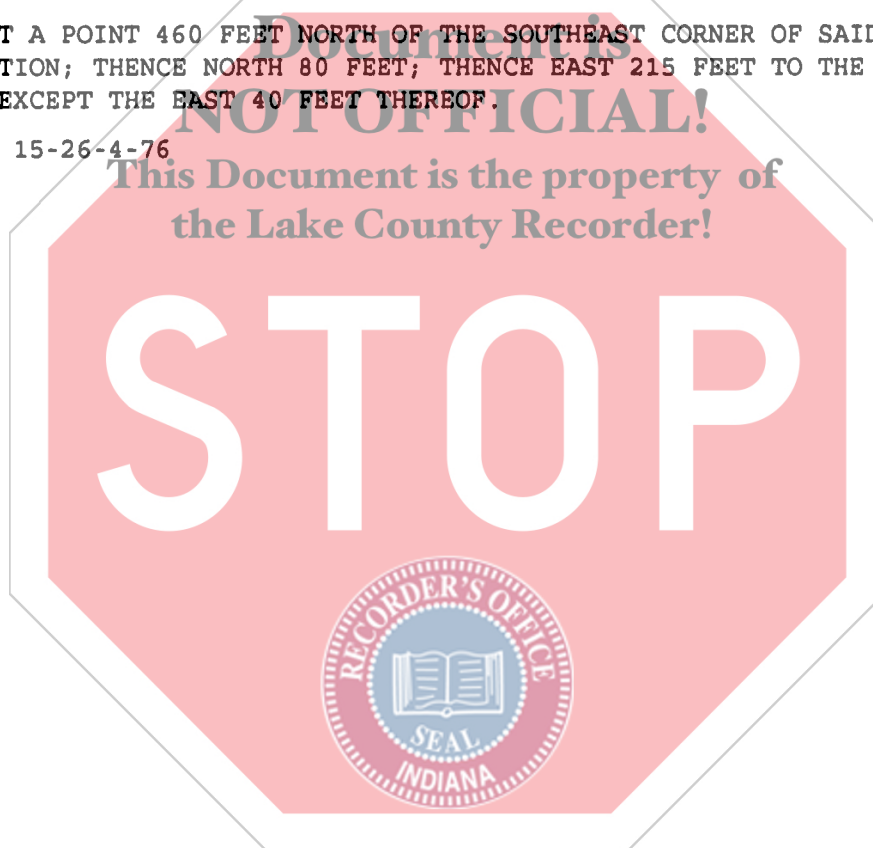 T A POINT 460 FEET NORTH OF THE SOUTHEAST CORNER OF SAID
TION; THENCE NORTH 80 FEET; THENCE EAST 215 FEET TO THE
EXCEPT THE EAST 40 FEET THEREOF.
15-26-4-76
Document is
NOT OFFICIAL!
This Document is the property of
the Lake County Recorder!
STOP
RECORDER'S OFFICE
SEAL
INDIANA